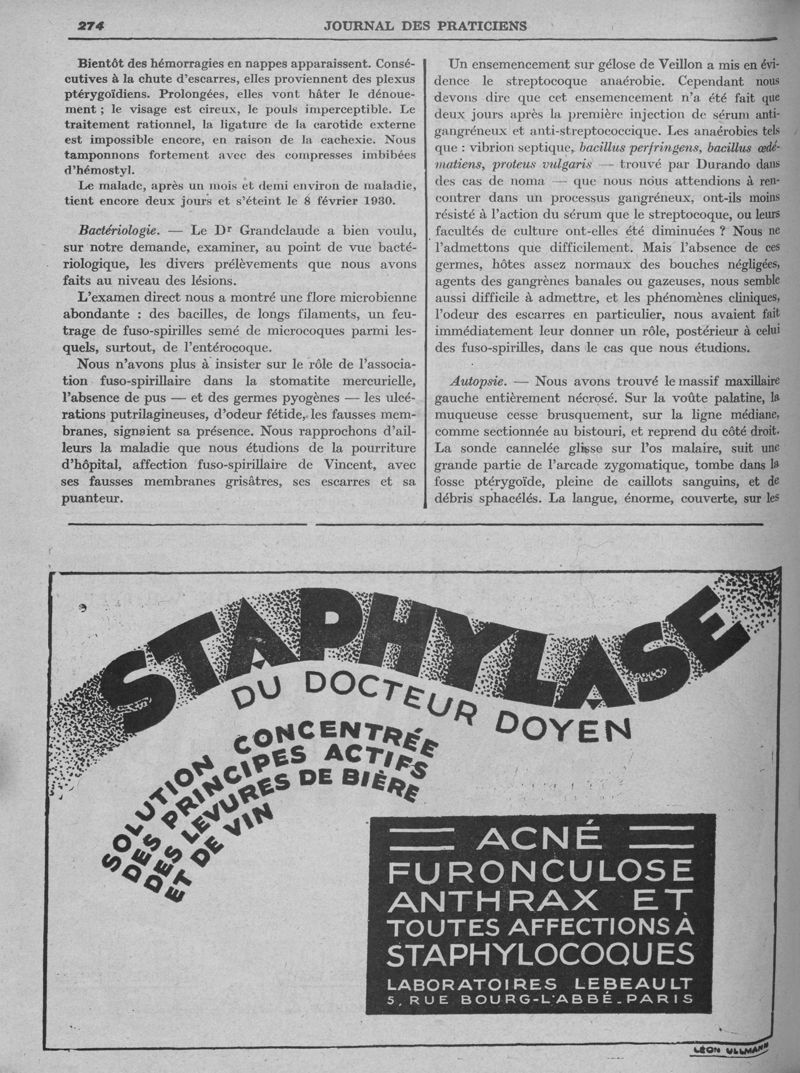 274
JOURNAL DES PRATICIENS
Bientôt des hémorragies en nappes apparaissent. Consé-
cutives à la chute d'escarres, elles proviennent des plexus
ptérygoïdiens. Prolongées, elles vont hâter le dénoue-
ment ; le visage est cireux, le pouls imperceptible. Le
traitement rationnel, la ligature de la carotide externe
est impossible encore, en raison de la cachexie. Nous
tamponnons fortement avec des compresses imbibées
d'hémostyl.
Le malade, après un mois et demi environ de maladie,
tient encore deux jours et s'éteint le 8 février 1930.
Bactériologie. — Le Dr Grandclaude a bien voulu,
sur notre demande, examiner, au point de vue bacté-
riologique, les divers prélèvements que nous avons
faits au niveau des lésions.
L'examen direct nous a montré une flore microbienne
abondante : des bacilles, de longs filaments, un feu-
trage de fuso-spirilles semé de microcoques parmi les-
quels, surtout, de l'entérocoque.
Nous n'avons plus à insister sur le rôle de l'associa-
tion fuso-spirillaire dans la stomatite mercurielle,
l'absence de pus — et des germes pyogènes — les ulcé-
rations putrilagineuses, d'odeur fétide, les fausses mem-
branes, signaient sa présence. Nous rapprochons d'ail-
leurs la maladie que nous étudions de la pourriture
d'hôpital, affection fuso-spirillaire de Vincent, avec
ses fausses membranes grisâtres, ses escarres et sa
puanteur.
Un ensemencement sur gélose de Veillon a mis en évi-
dence le streptocoque anaérobie. Cependant nous
devons dire que cet ensemencement n'a été fait que
deux jours après la première injection de sérum anti-
gangréneux et anti-streptococcique. Les anaérobies tels
que : vibrion septique, bacillus perfringens, bacillus œdé-
matiens, proteus vulgaris — trouvé par Durando dans
des cas de noma — que nous nous attendions à ren-
contrer dans un processus gangréneux, ont-ils moins
résisté à l'action du sérum que le streptocoque, ou leurs
facultés de culture ont-elles été diminuées ? Nous ne
l'admettons que difficilement. Mais l'absence de ces
germes, hôtes assez normaux des bouches négligées,
agents des gangrènes banales ou gazeuses, nous semble
aussi difficile à admettre, et les phénomènes cliniques,
l'odeur des escarres en particulier, nous avaient fait
immédiatement leur donner un rôle, postérieur à celui
des fuso-spirilles, dans le cas que nous étudions.
Autopsie. — Nous avons trouvé le massif maxillaire
gauche entièrement nécrosé. Sur la voûte palatine, la
muqueuse cesse brusquement, sur la ligne médiane,
comme sectionnée au bistouri, et reprend du côté droit.
La sonde cannelée glisse sur l'os malaire, suit une
grande partie de l'arcade zygomatique, tombe dans la
fosse ptérygoïde, pleine de caillots sanguins, et de
débris sphacélés. La langue, énorme, couverte, sur les
STAPHYLASE
DU DOCTEUR DOYEN
SOLUTION CONCENTRÉE
DES PRINCIPES ACTIFS
DES LEVURES DE BIÈRE
ET DE VIN
ACNÉ
FURONCULOSE
ANTHRAX ET
TOUTES AFFECTIONS À
STAPHYLOCOQUES
LABORATOIRES LEBEAULT
5, RUE BOURG-L'ABBÉ_PARIS
LÉON ULLMANN